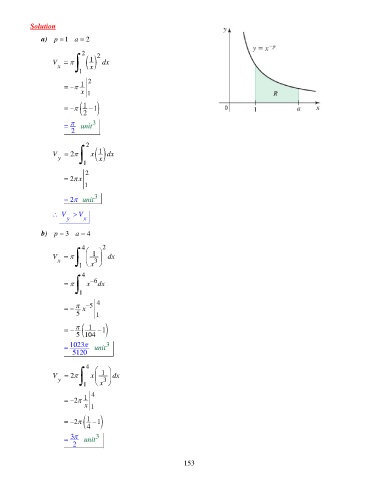 Solution
a) p = 1 a = 2
V_x = π ∫_1^2 (1/x)^2 dx
= −π 1/x |_1^2
= −π (1/2 − 1)
= π/2 unit^3
V_y = 2π ∫_1^2 x (1/x) dx
= 2π x |_1^2
= 2π unit^3
∴ V_y > V_x
b) p = 3 a = 4
V_x = π ∫_1^4 (1/x^3)^2 dx
= π ∫_1^4 x^−6 dx
= − π/5 x^−5 |_1^4
= − π/5 (1/104 − 1)
= 1023π/5120 unit^3
V_y = 2π ∫_1^4 x (1/x^3) dx
= −2π 1/x |_1^4
= −2π (1/4 − 1)
= 3π/2 unit^3
y
y = x^−p
R
0 1 a x
153